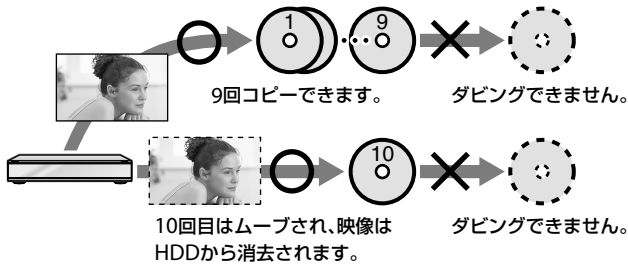 1
9
9回コピーできます。
ダビングできません。
10
10回目はムーブされ、映像は
HDDから消去されます。
ダビングできません。